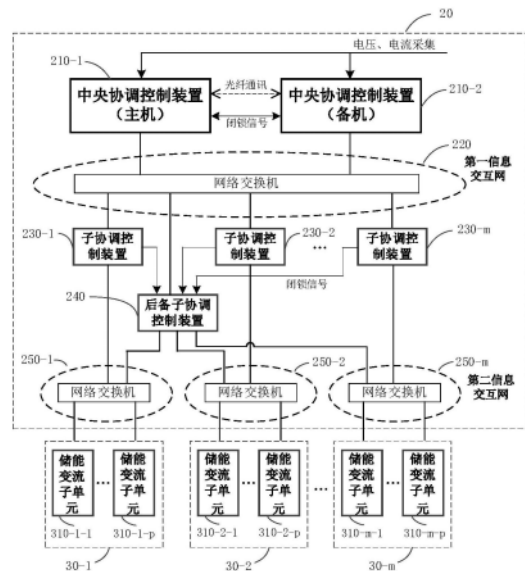 20
电压、电流采集
210-1
中央协调控制装置
（主机）
光纤通讯
闭锁信号
中央协调控制装置
（备机）
210-2
220
第一信息
交互网
网络交换机
230-1
子协调控
制装置
子协调控
制装置
230-2
...
子协调控
制装置
230-m
闭锁信号
240
后备子协调
控制装置
250-1
250-2
250-m
网络交换机
网络交换机
网络交换机
第二信息
交互网
储能
变流
子单
元
...
储能
变流
子单
元
储能
变流
子单
元
...
储能
变流
子单
元
...
储能
变流
子单
元
...
储能
变流
子单
元
310-1-1
310-1-p
310-2-1
310-2-p
310-m-1
310-m-p
30-1
30-2
30-m